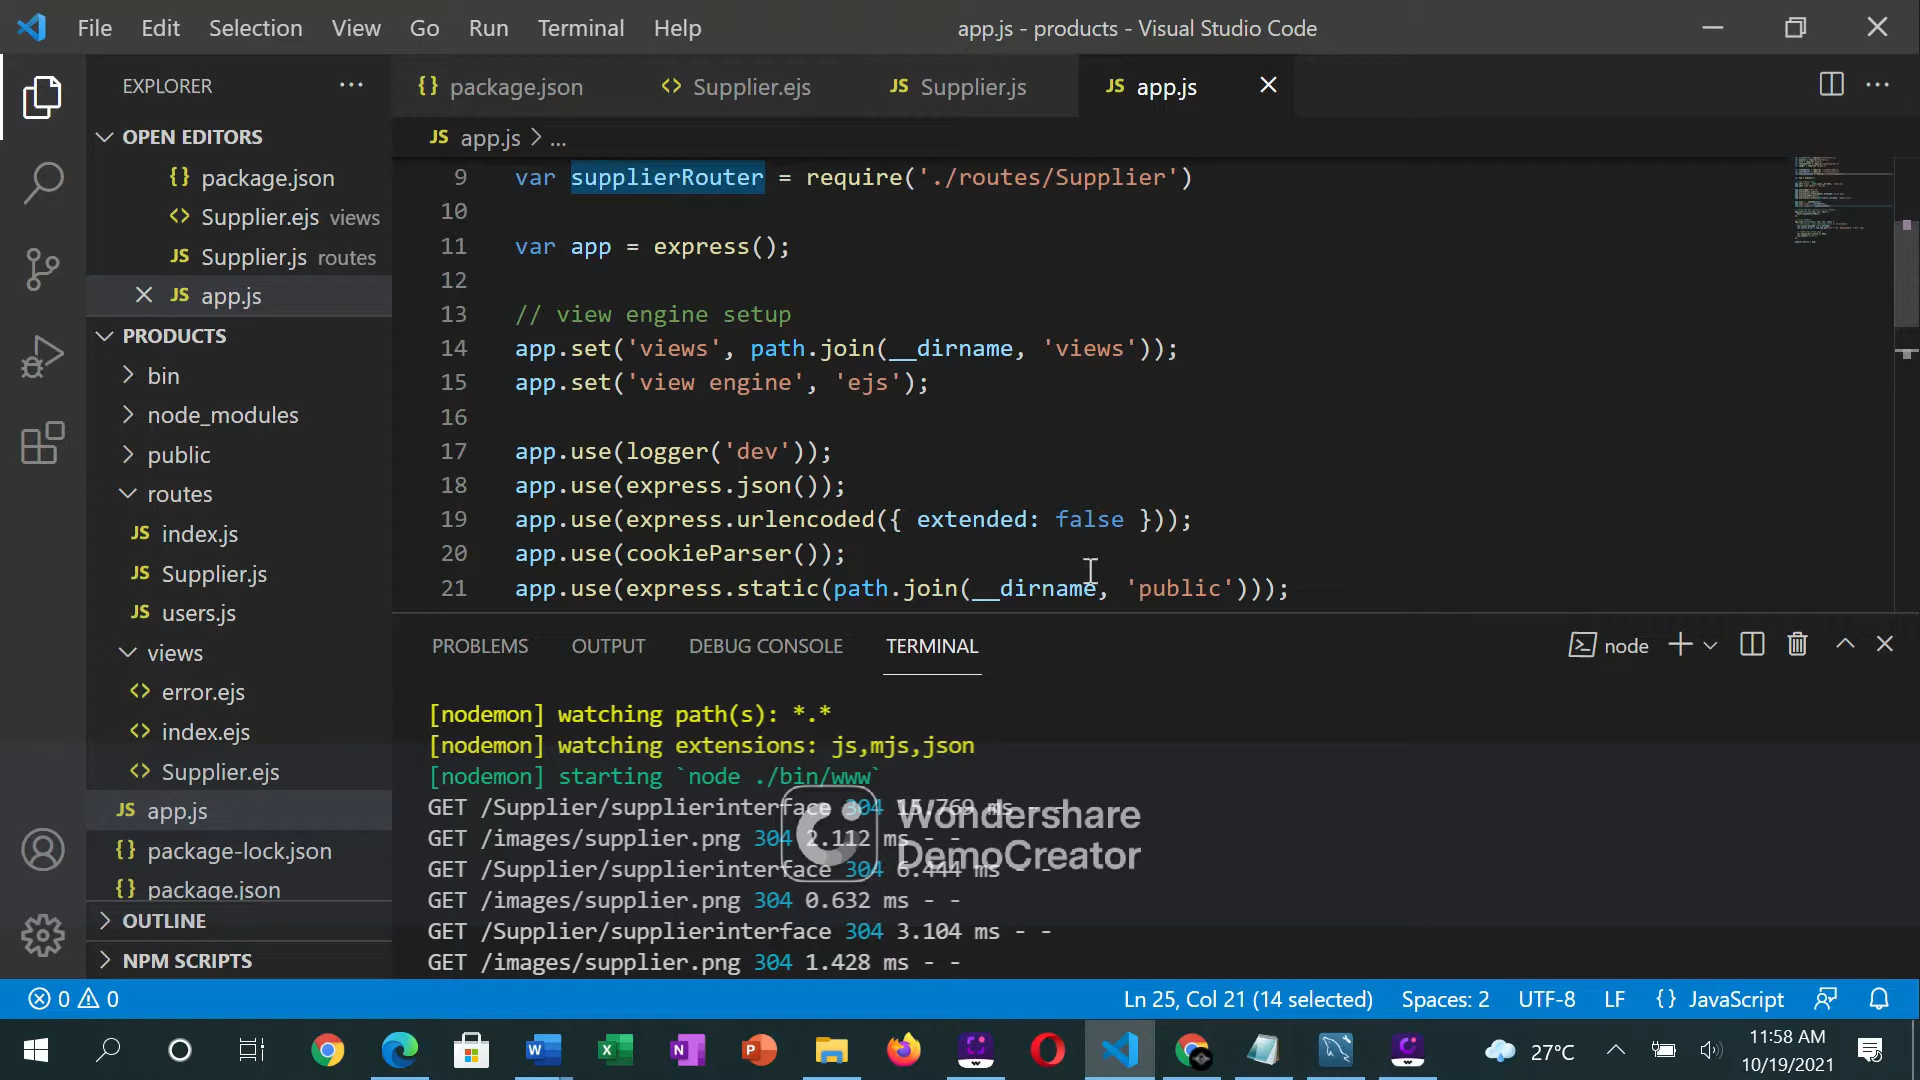 File Edit Selection View Go Run Terminal Help
app.js - products - Visual Studio Code
EXPLORER
package.json
Supplier.ejs
JS Supplier.js
JS app.js
OPEN EDITORS
{} package.json
<> Supplier.ejs views
JS Supplier.js routes
JS app.js
PRODUCTS
bin
node_modules
public
routes
JS index.js
JS Supplier.js
JS users.js
views
<> error.ejs
<> index.ejs
<> Supplier.ejs
JS app.js
{} package-lock.json
{} package.json
OUTLINE
NPM SCRIPTS
JS app.js > ...
9 var supplierRouter = require('./routes/Supplier')
10
11 var app = express();
12
13 // view engine setup
14 app.set('views', path.join(__dirname, 'views'));
15 app.set('view engine', 'ejs');
16
17 app.use(logger('dev'));
18 app.use(express.json());
19 app.use(express.urlencoded({ extended: false }));
20 app.use(cookieParser());
21 app.use(express.static(path.join(__dirname, 'public')));
PROBLEMS OUTPUT DEBUG CONSOLE TERMINAL
node
[nodemon] watching path(s): *.*
[nodemon] watching extensions: js,mjs,json
[nodemon] starting `node ./bin/www`
GET /Supplier/supplierinterface 304 15.769 ms - -
GET /images/supplier.png 304 2.112 ms - -
GET /Supplier/supplierinterface 304 6.444 ms - -
GET /images/supplier.png 304 0.632 ms - -
GET /Supplier/supplierinterface 304 3.104 ms - -
GET /images/supplier.png 304 1.428 ms - -
Wondershare
DemoCreator
0 0
Ln 25, Col 21 (14 selected) Spaces: 2 UTF-8 LF {} JavaScript
27°C
11:58 AM
10/19/2021